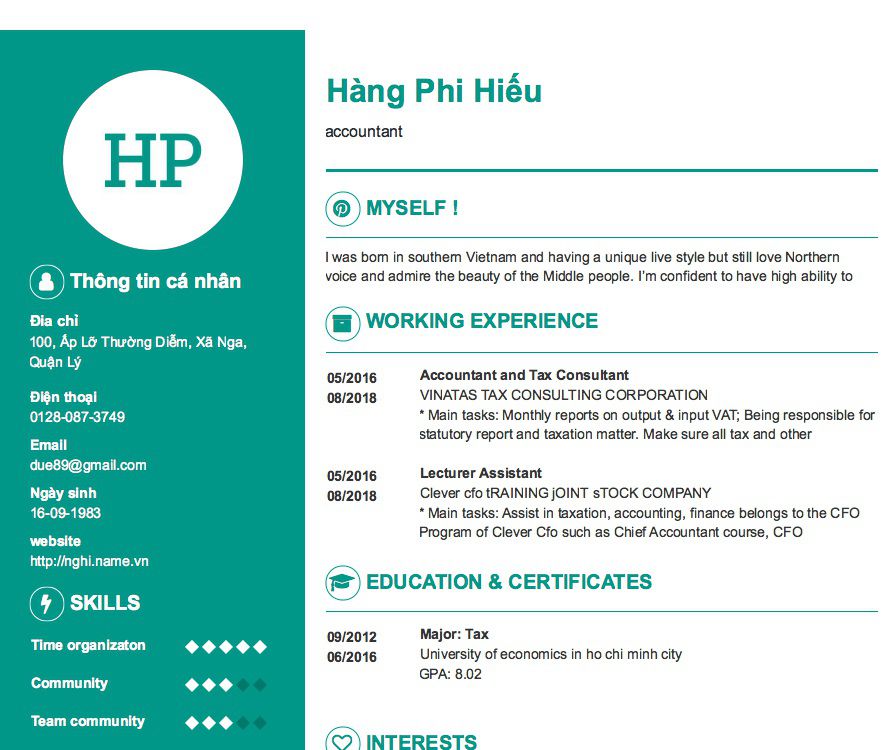 HP
Thông tin cá nhân
Đia chỉ
100, Áp Lỡ Thường Diễm, Xã Nga,
Quận Lý
Điện thoại
0128-087-3749
Email
due89@gmail.com
Ngày sinh
16-09-1983
website
http://nghi.name.vn
SKILLS
Time organizaton
Community
Team community
Hàng Phi Hiếu
accountant
MYSELF !
I was born in southern Vietnam and having a unique live style but still love Northern
voice and admire the beauty of the Middle people. I'm confident to have high ability to
WORKING EXPERIENCE
05/2016 Accountant and Tax Consultant
08/2018 VINATAS TAX CONSULTING CORPORATION
* Main tasks: Monthly reports on output & input VAT; Being responsible for
statutory report and taxation matter. Make sure all tax and other
05/2016 Lecturer Assistant
08/2018 Clever cfo tRAINING jOINT sTOCK COMPANY
* Main tasks: Assist in taxation, accounting, finance belongs to the CFO
Program of Clever Cfo such as Chief Accountant course, CFO
EDUCATION & CERTIFICATES
09/2012 Major: Tax
06/2016 University of economics in ho chi minh city
GPA: 8.02
INTERESTS